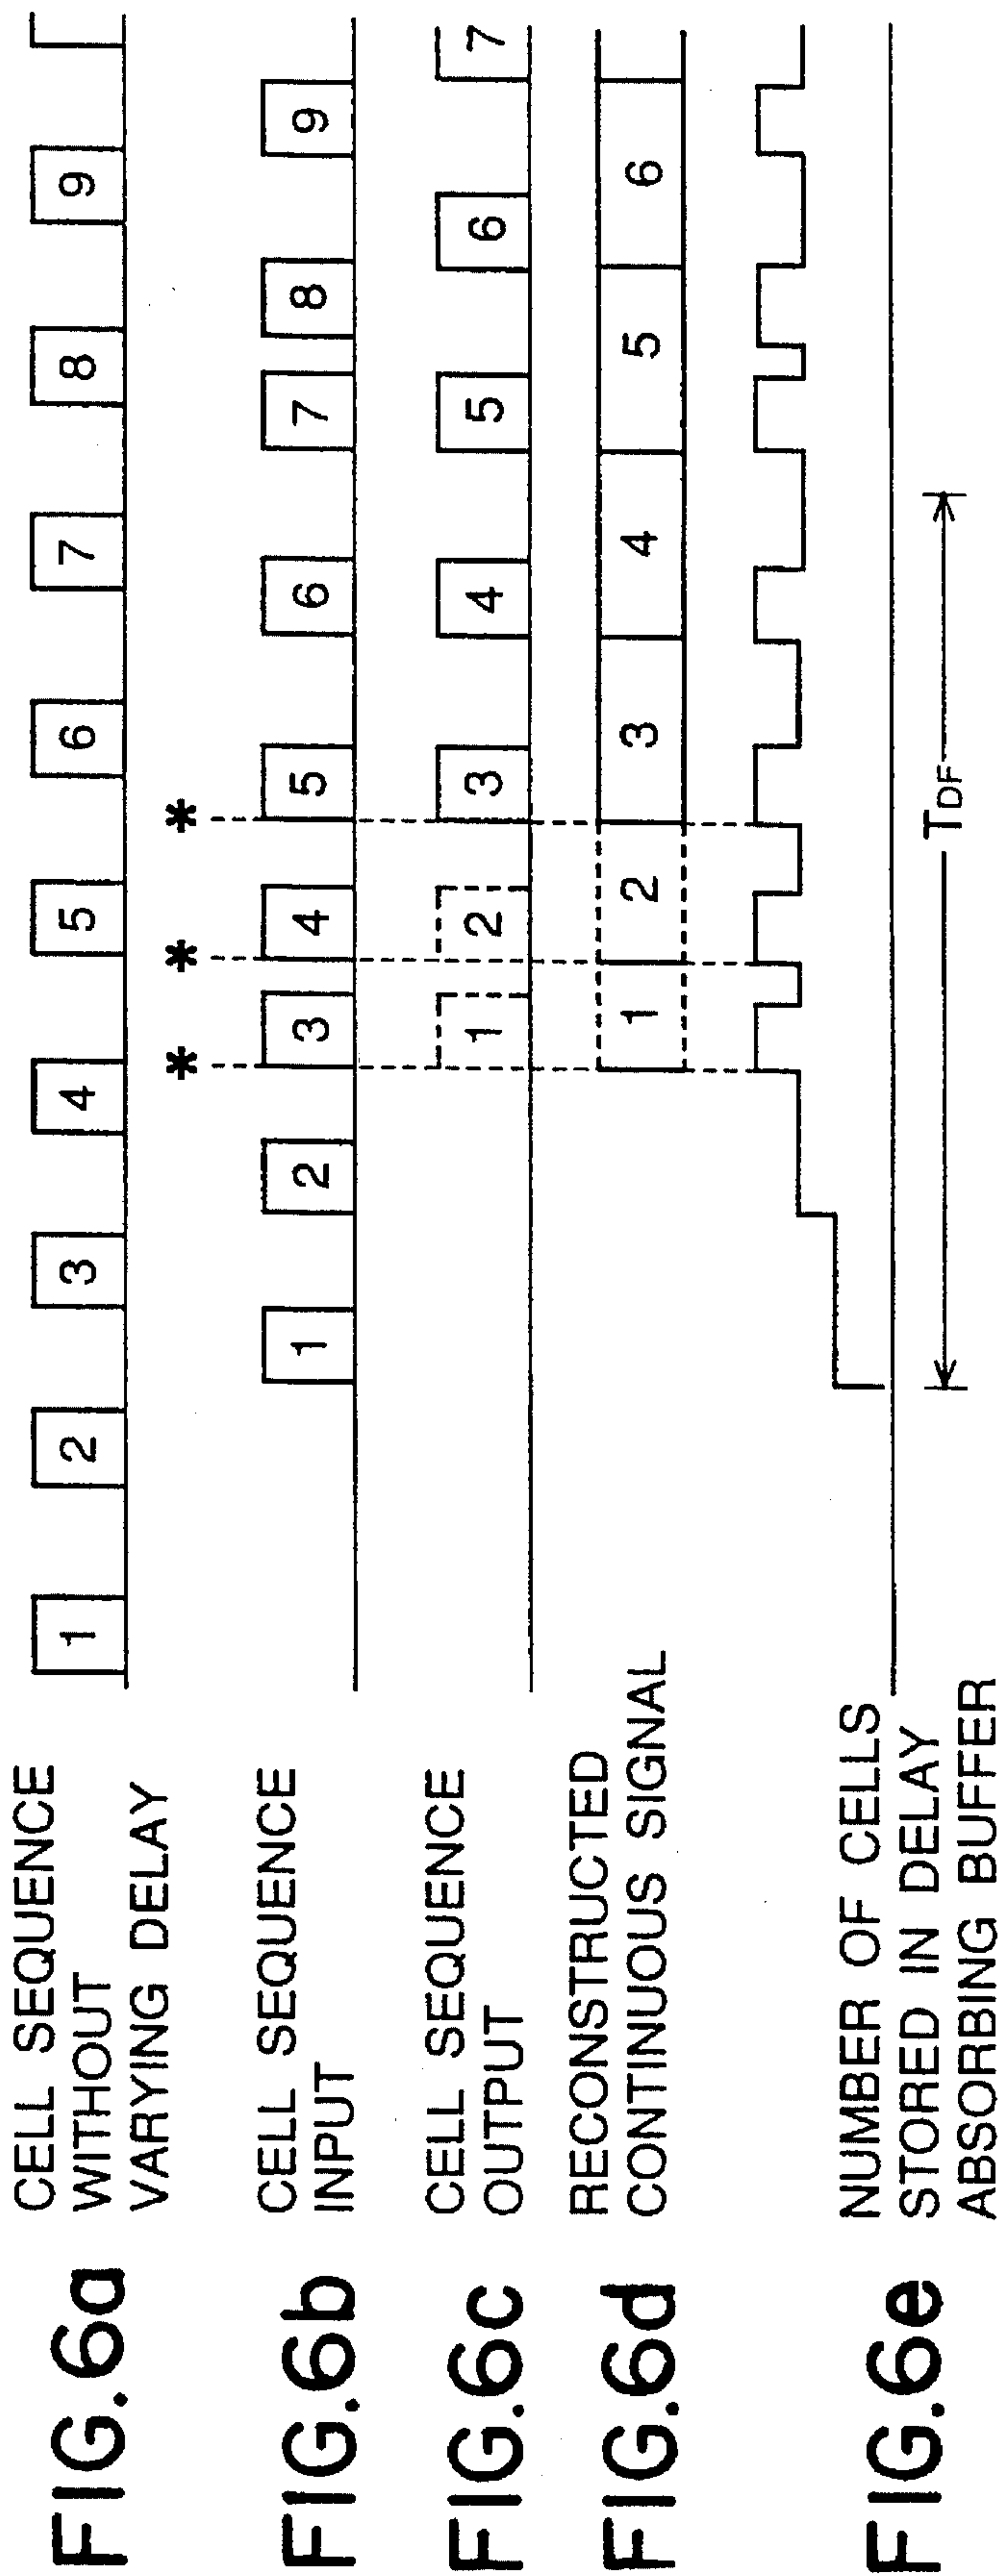 FIG.6a
CELL SEQUENCE
WITHOUT
VARYING DELAY
1 2 3 4 5 6 7 8 9
* * *
FIG.6b
CELL SEQUENCE
INPUT
1 2 3 4 5 6 7 8 9
FIG.6c
CELL SEQUENCE
OUTPUT
1 2 3 4 5 6 7
FIG.6d
RECONSTRUCTED
CONTINUOUS SIGNAL
1 2 3 4 5 6
FIG.6e
NUMBER OF CELLS
STORED IN DELAY
ABSORBING BUFFER
TDF